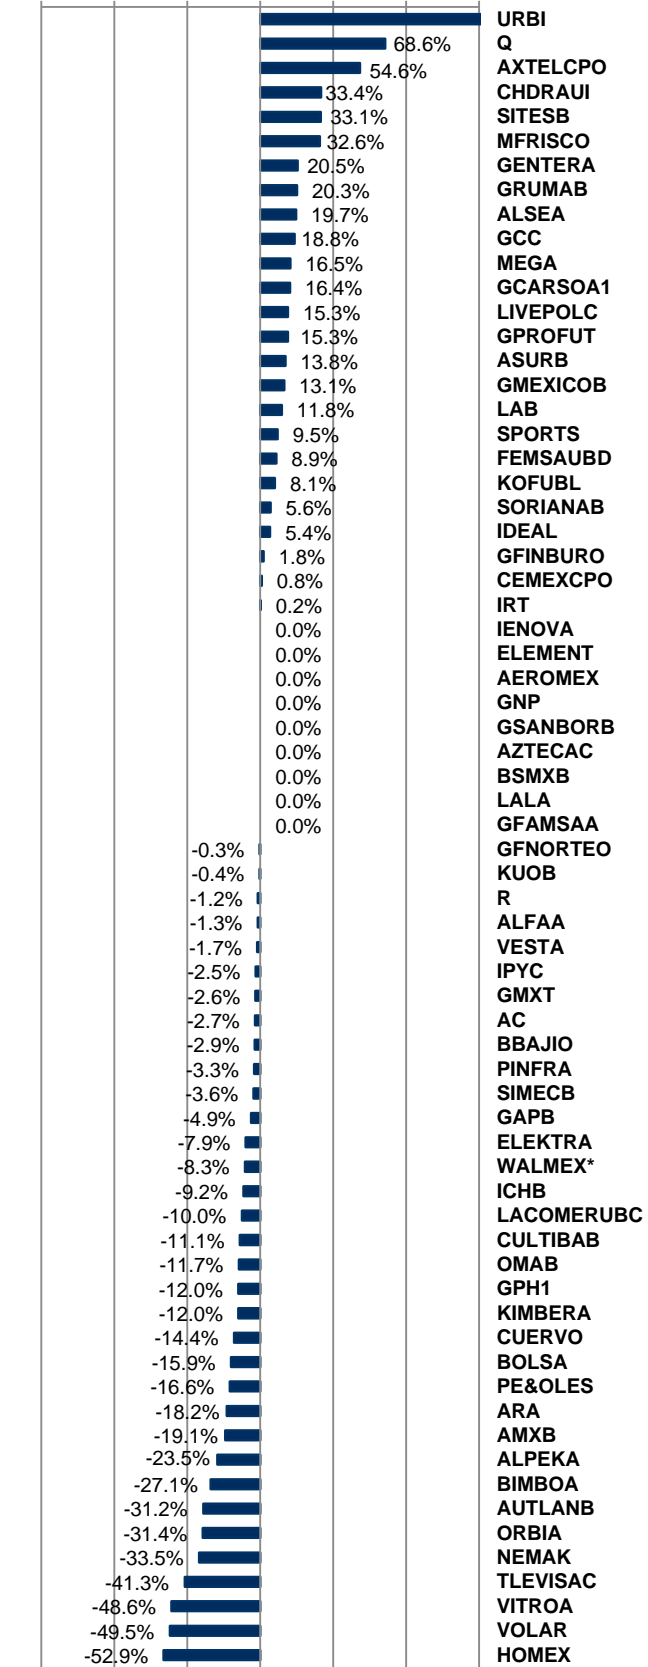 URBI
68.6% Q
54.6% AXTELCPO
33.4% CHDRAUI
33.1% SITESB
32.6% MFRISCO
20.5% GENTERA
20.3% GRUMAB
19.7% ALSEA
18.8% GCC
16.5% MEGA
16.4% GCARSOA1
15.3% LIVEPOLC
15.3% GPROFUT
13.8% ASURB
13.1% GMEXICOB
11.8% LAB
9.5% SPORTS
8.9% FEMSAUBD
8.1% KOFUBL
5.6% SORIANAB
5.4% IDEAL
1.8% GFINBURO
0.8% CEMEXCPO
0.2% IRT
0.0% IENOVA
0.0% ELEMENT
0.0% AEROMEX
0.0% GNP
0.0% GSANBORB
0.0% AZTECAC
0.0% BSMXB
0.0% LALA
0.0% GFAMSAA
-0.3% GFNORTEO
-0.4% KUOB
-1.2% R
-1.3% ALFAA
-1.7% VESTA
-2.5% IPYC
-2.6% GMXT
-2.7% AC
-2.9% BBAJIO
-3.3% PINFRA
-3.6% SIMECB
-4.9% GAPB
-7.9% ELEKTRA
-8.3% WALMEX*
-9.2% ICHB
-10.0% LACOMERUBC
-11.1% CULTIBAB
-11.7% OMAB
-12.0% GPH1
-12.0% KIMBERA
-14.4% CUERVO
-15.9% BOLSA
-16.6% PE&OLES
-18.2% ARA
-19.1% AMXB
-23.5% ALPEKA
-27.1% BIMBOA
-31.2% AUTLANB
-31.4% ORBIA
-33.5% NEMAK
-41.3% TLEVISAC
-48.6% VITROA
-49.5% VOLAR
-52.9% HOMEX